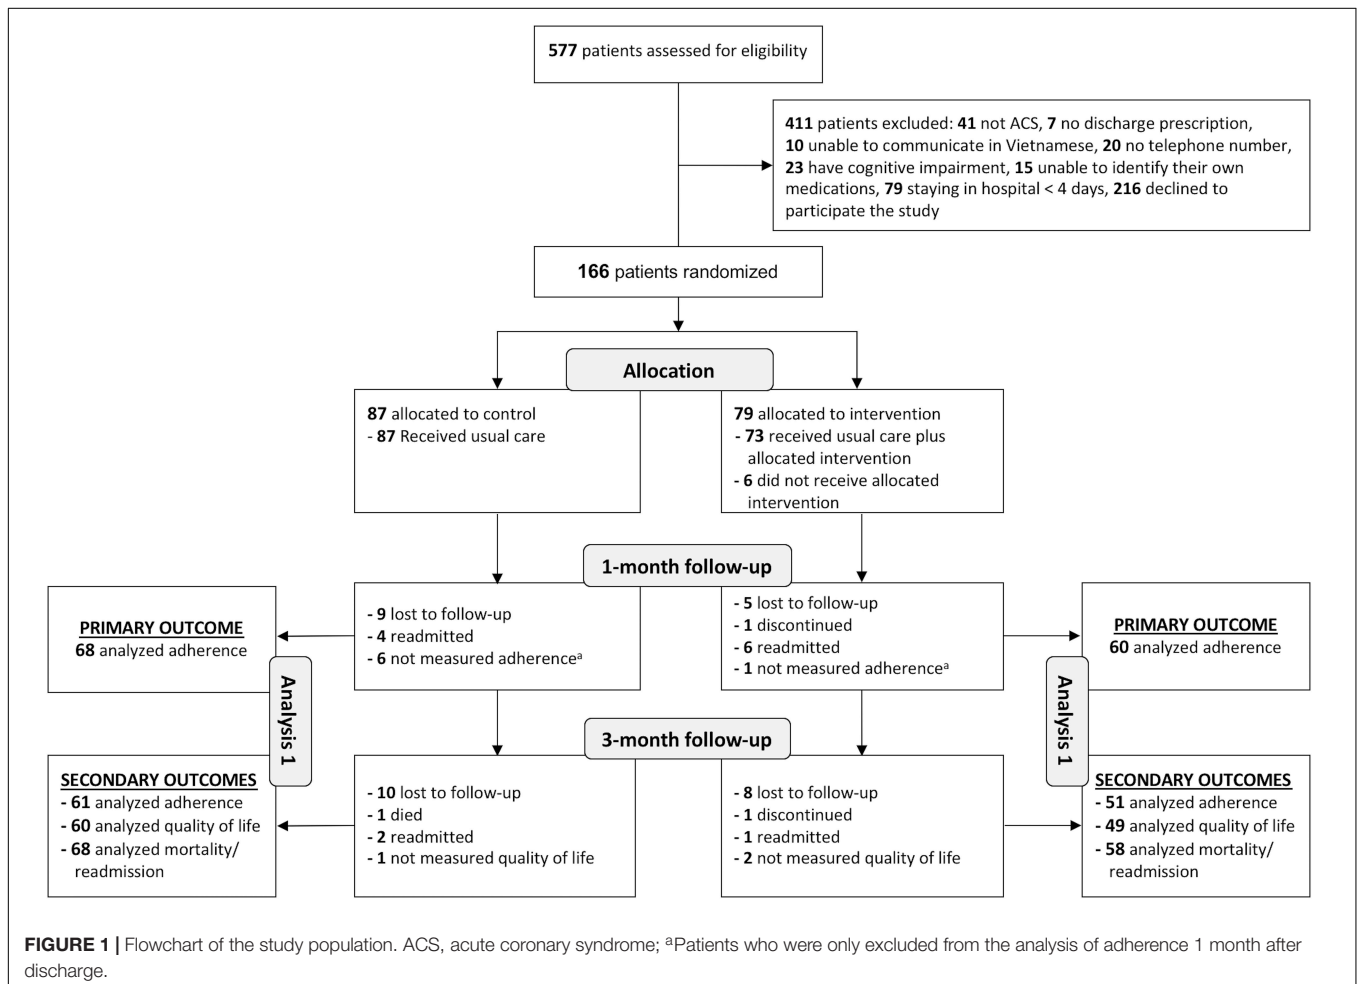 577 patients assessed for eligibility
411 patients excluded: 41 not ACS, 7 no discharge prescription,
10 unable to communicate in Vietnamese, 20 no telephone number,
23 have cognitive impairment, 15 unable to identify their own
medications, 79 staying in hospital < 4 days, 216 declined to
participate the study
166 patients randomized
Allocation
87 allocated to control
- 87 Received usual care
79 allocated to intervention
- 73 received usual care plus
allocated intervention
- 6 did not receive allocated
intervention
1-month follow-up
- 9 lost to follow-up
- 4 readmitted
- 6 not measured adherenceᵃ
- 5 lost to follow-up
- 1 discontinued
- 6 readmitted
- 1 not measured adherenceᵃ
PRIMARY OUTCOME
68 analyzed adherence
PRIMARY OUTCOME
60 analyzed adherence
Analysis 1
Analysis 1
3-month follow-up
- 10 lost to follow-up
- 1 died
- 2 readmitted
- 1 not measured quality of life
- 8 lost to follow-up
- 1 discontinued
- 1 readmitted
- 2 not measured quality of life
SECONDARY OUTCOMES
- 61 analyzed adherence
- 60 analyzed quality of life
- 68 analyzed mortality/
readmission
SECONDARY OUTCOMES
- 51 analyzed adherence
- 49 analyzed quality of life
- 58 analyzed mortality/
readmission
FIGURE 1 | Flowchart of the study population. ACS, acute coronary syndrome; ᵃPatients who were only excluded from the analysis of adherence 1 month after
discharge.